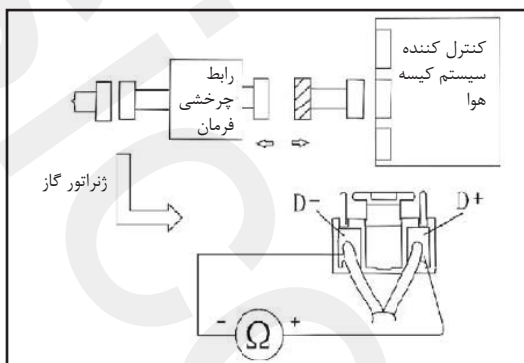 کنترل کننده
سیستم کیسه
هوا
رابط
چرخشی
فرمان
ژنراتور گاز
D-
D+
- Ω +